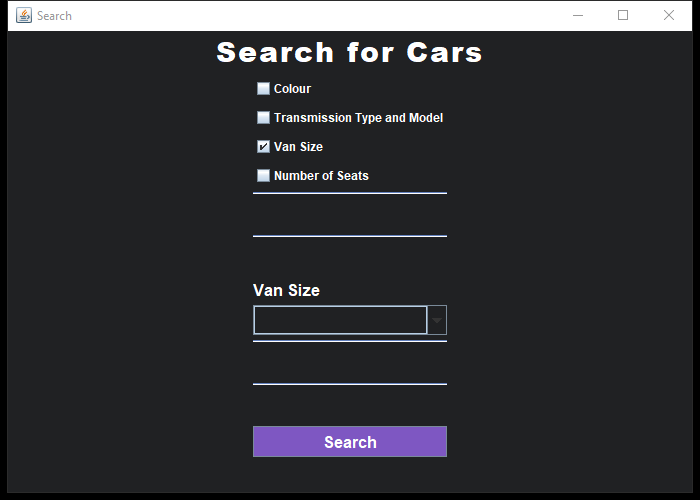 Search
Search for Cars
Colour
Transmission Type and Model
Van Size
Number of Seats
Van Size
Search